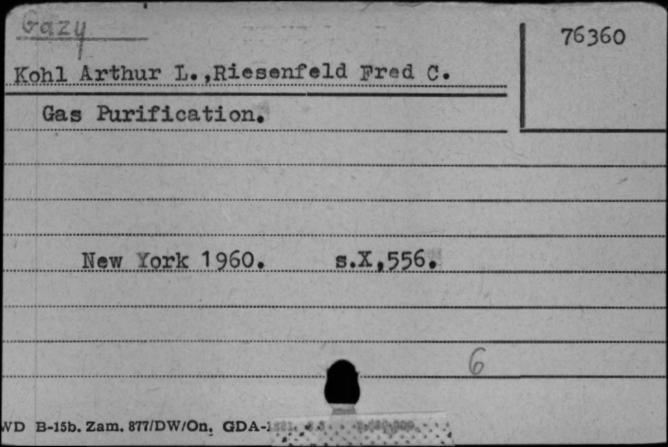 Gazy
76360
Kohl Arthur L.,Riesenfeld Fred C.
Gas Purification.
New York 1960. s.X,556.
6
WD B-15b. Zam. 877/DW/On, GDA-